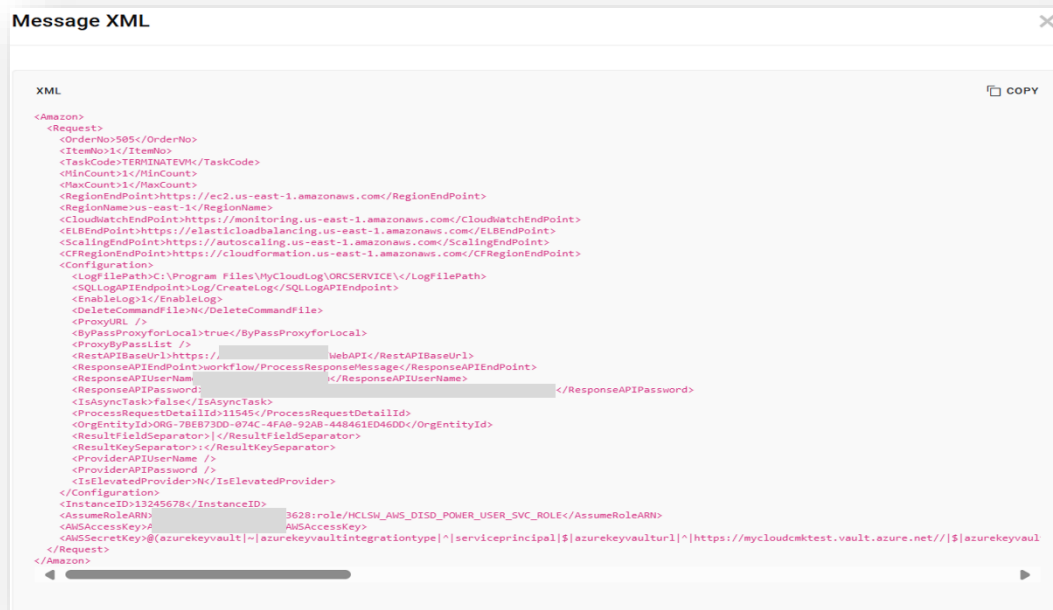 Message XML
XML
COPY
<Amazon>
<Request>
<OrderNo>505</OrderNo>
<ItemNo>1</ItemNo>
<TaskCode>TERMINATEVM</TaskCode>
<MinCount>1</MinCount>
<MaxCount>1</MaxCount>
<RegionEndPoint>https://ec2.us-east-1.amazonaws.com</RegionEndPoint>
<RegionName>us-east-1</RegionName>
<CloudWatchEndPoint>https://monitoring.us-east-1.amazonaws.com</CloudWatchEndPoint>
<ELBEndPoint>https://elasticloadbalancing.us-east-1.amazonaws.com</ELBEndPoint>
<ScalingEndPoint>https://autoscaling.us-east-1.amazonaws.com</ScalingEndPoint>
<CFRegionEndPoint>https://cloudformation.us-east-1.amazonaws.com</CFRegionEndPoint>
<Configuration>
<LogFilePath>C:\Program Files\MyCloudLog\ORCSERVICE\</LogFilePath>
<SQLLogAPIEndpoint>Log/CreateLog</SQLLogAPIEndpoint>
<EnableLog>1</EnableLog>
<DeleteCommandFile>N</DeleteCommandFile>
<ProxyURL />
<ByPassProxyforLocal>true</ByPassProxyforLocal>
<ProxyByPassList />
<RestAPIBaseUrl>https:/ WebAPI</RestAPIBaseUrl>
<ResponseAPIEndPoint>workflow/ProcessResponseMessage</ResponseAPIEndPoint>
<ResponseAPIUserName </ResponseAPIUserName>
<ResponseAPIPassword </ResponseAPIPassword>
<IsAsyncTask>false</IsAsyncTask>
<ProcessRequestDetailId>11545</ProcessRequestDetailId>
<OrgEntityId>ORG-7BEB73DD-074C-4FA0-92AB-448461ED46DD</OrgEntityId>
<ResultFieldSeparator>|</ResultFieldSeparator>
<ResultKeySeparator>:</ResultKeySeparator>
<ProviderAPIUserName />
<ProviderAPIPassword />
<IsElevatedProvider>N</IsElevatedProvider>
</Configuration>
<InstanceID>13245678</InstanceID>
<AssumeRoleARN> 3628:role/HCLSW_AWS_DISD_POWER_USER_SVC_ROLE</AssumeRoleARN>
<AWSAccessKey>A AWSAccessKey>
<AWSSecretKey>@(azurekeyvault|~|azurekeyvaultintegrationtype|^|serviceprincipal|$|azurekeyvaulturl|^|https://mycloudcmktest.vault.azure.net//|$|azurekeyvaul
</Request>
</Amazon>